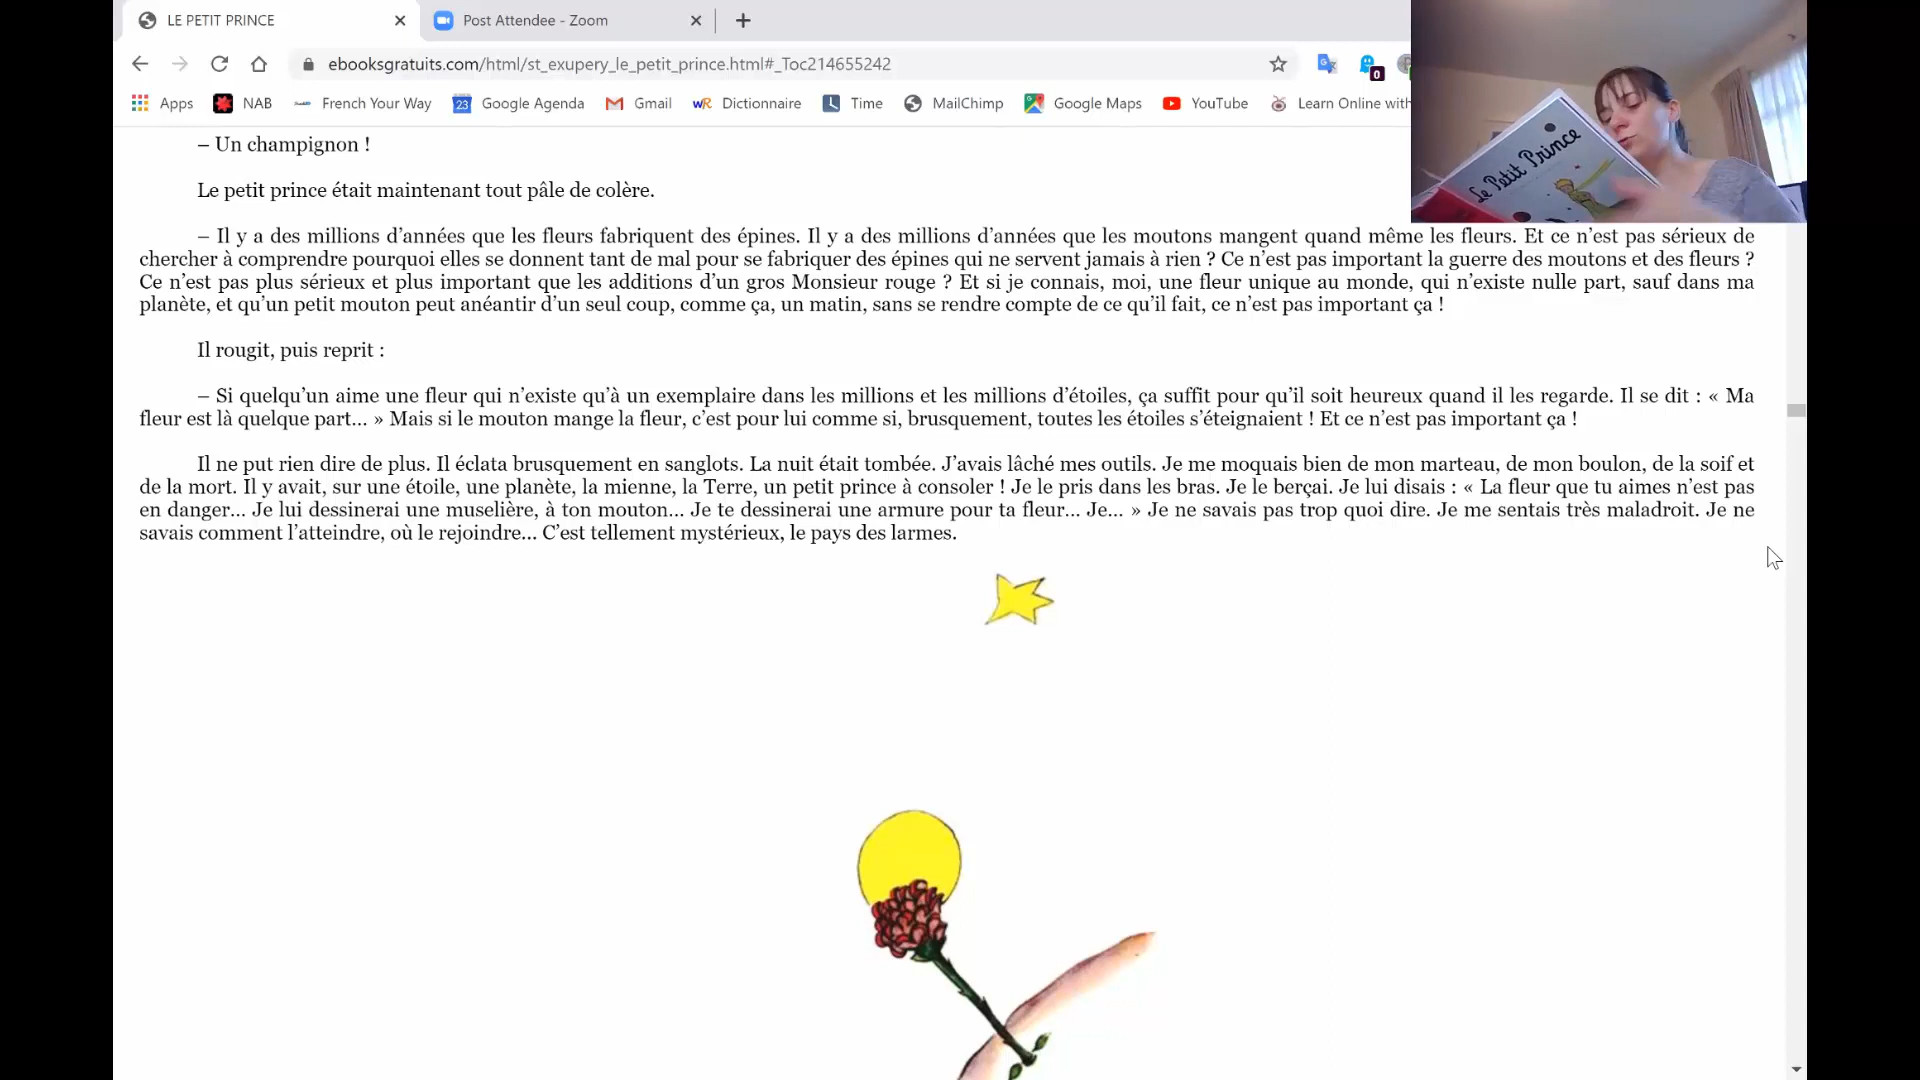 LE PETIT PRINCE
Post Attendee - Zoom
ebooksgratuits.com/html/st_exupery_le_petit_prince.html#_Toc214655242
0
Apps
NAB
French Your Way
23
Google Agenda
Gmail
WR Dictionnaire
Time
MailChimp
Google Maps
YouTube
Learn Online with
Le Petit Prince
– Un champignon !
Le petit prince était maintenant tout pâle de colère.
– Il y a des millions d’années que les fleurs fabriquent des épines. Il y a des millions d’années que les moutons mangent quand même les fleurs. Et ce n’est pas sérieux de
chercher à comprendre pourquoi elles se donnent tant de mal pour se fabriquer des épines qui ne servent jamais à rien ? Ce n’est pas important la guerre des moutons et des fleurs ?
Ce n’est pas plus sérieux et plus important que les additions d’un gros Monsieur rouge ? Et si je connais, moi, une fleur unique au monde, qui n’existe nulle part, sauf dans ma
planète, et qu’un petit mouton peut anéantir d’un seul coup, comme ça, un matin, sans se rendre compte de ce qu’il fait, ce n’est pas important ça !
Il rougit, puis reprit :
– Si quelqu’un aime une fleur qui n’existe qu’à un exemplaire dans les millions et les millions d’étoiles, ça suffit pour qu’il soit heureux quand il les regarde. Il se dit : « Ma
fleur est là quelque part… » Mais si le mouton mange la fleur, c’est pour lui comme si, brusquement, toutes les étoiles s’éteignaient ! Et ce n’est pas important ça !
Il ne put rien dire de plus. Il éclata brusquement en sanglots. La nuit était tombée. J’avais lâché mes outils. Je me moquais bien de mon marteau, de mon boulon, de la soif et
de la mort. Il y avait, sur une étoile, une planète, la mienne, la Terre, un petit prince à consoler ! Je le pris dans les bras. Je le berçai. Je lui disais : « La fleur que tu aimes n’est pas
en danger… Je lui dessinerai une muselière, à ton mouton… Je te dessinerai une armure pour ta fleur… Je… » Je ne savais pas trop quoi dire. Je me sentais très maladroit. Je ne
savais comment l’atteindre, où le rejoindre… C’est tellement mystérieux, le pays des larmes.